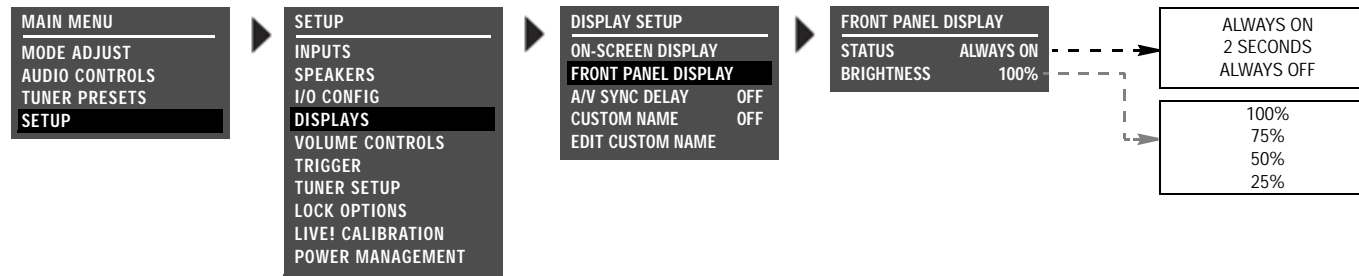 MAIN MENU
MODE ADJUST
AUDIO CONTROLS
TUNER PRESETS
SETUP
SETUP
INPUTS
SPEAKERS
I/O CONFIG
DISPLAYS
VOLUME CONTROLS
TRIGGER
TUNER SETUP
LOCK OPTIONS
LIVE! CALIBRATION
POWER MANAGEMENT
DISPLAY SETUP
ON-SCREEN DISPLAY
FRONT PANEL DISPLAY
A/V SYNC DELAY OFF
CUSTOM NAME OFF
EDIT CUSTOM NAME
FRONT PANEL DISPLAY
STATUS ALWAYS ON
BRIGHTNESS 100%
ALWAYS ON
2 SECONDS
ALWAYS OFF
100%
75%
50%
25%